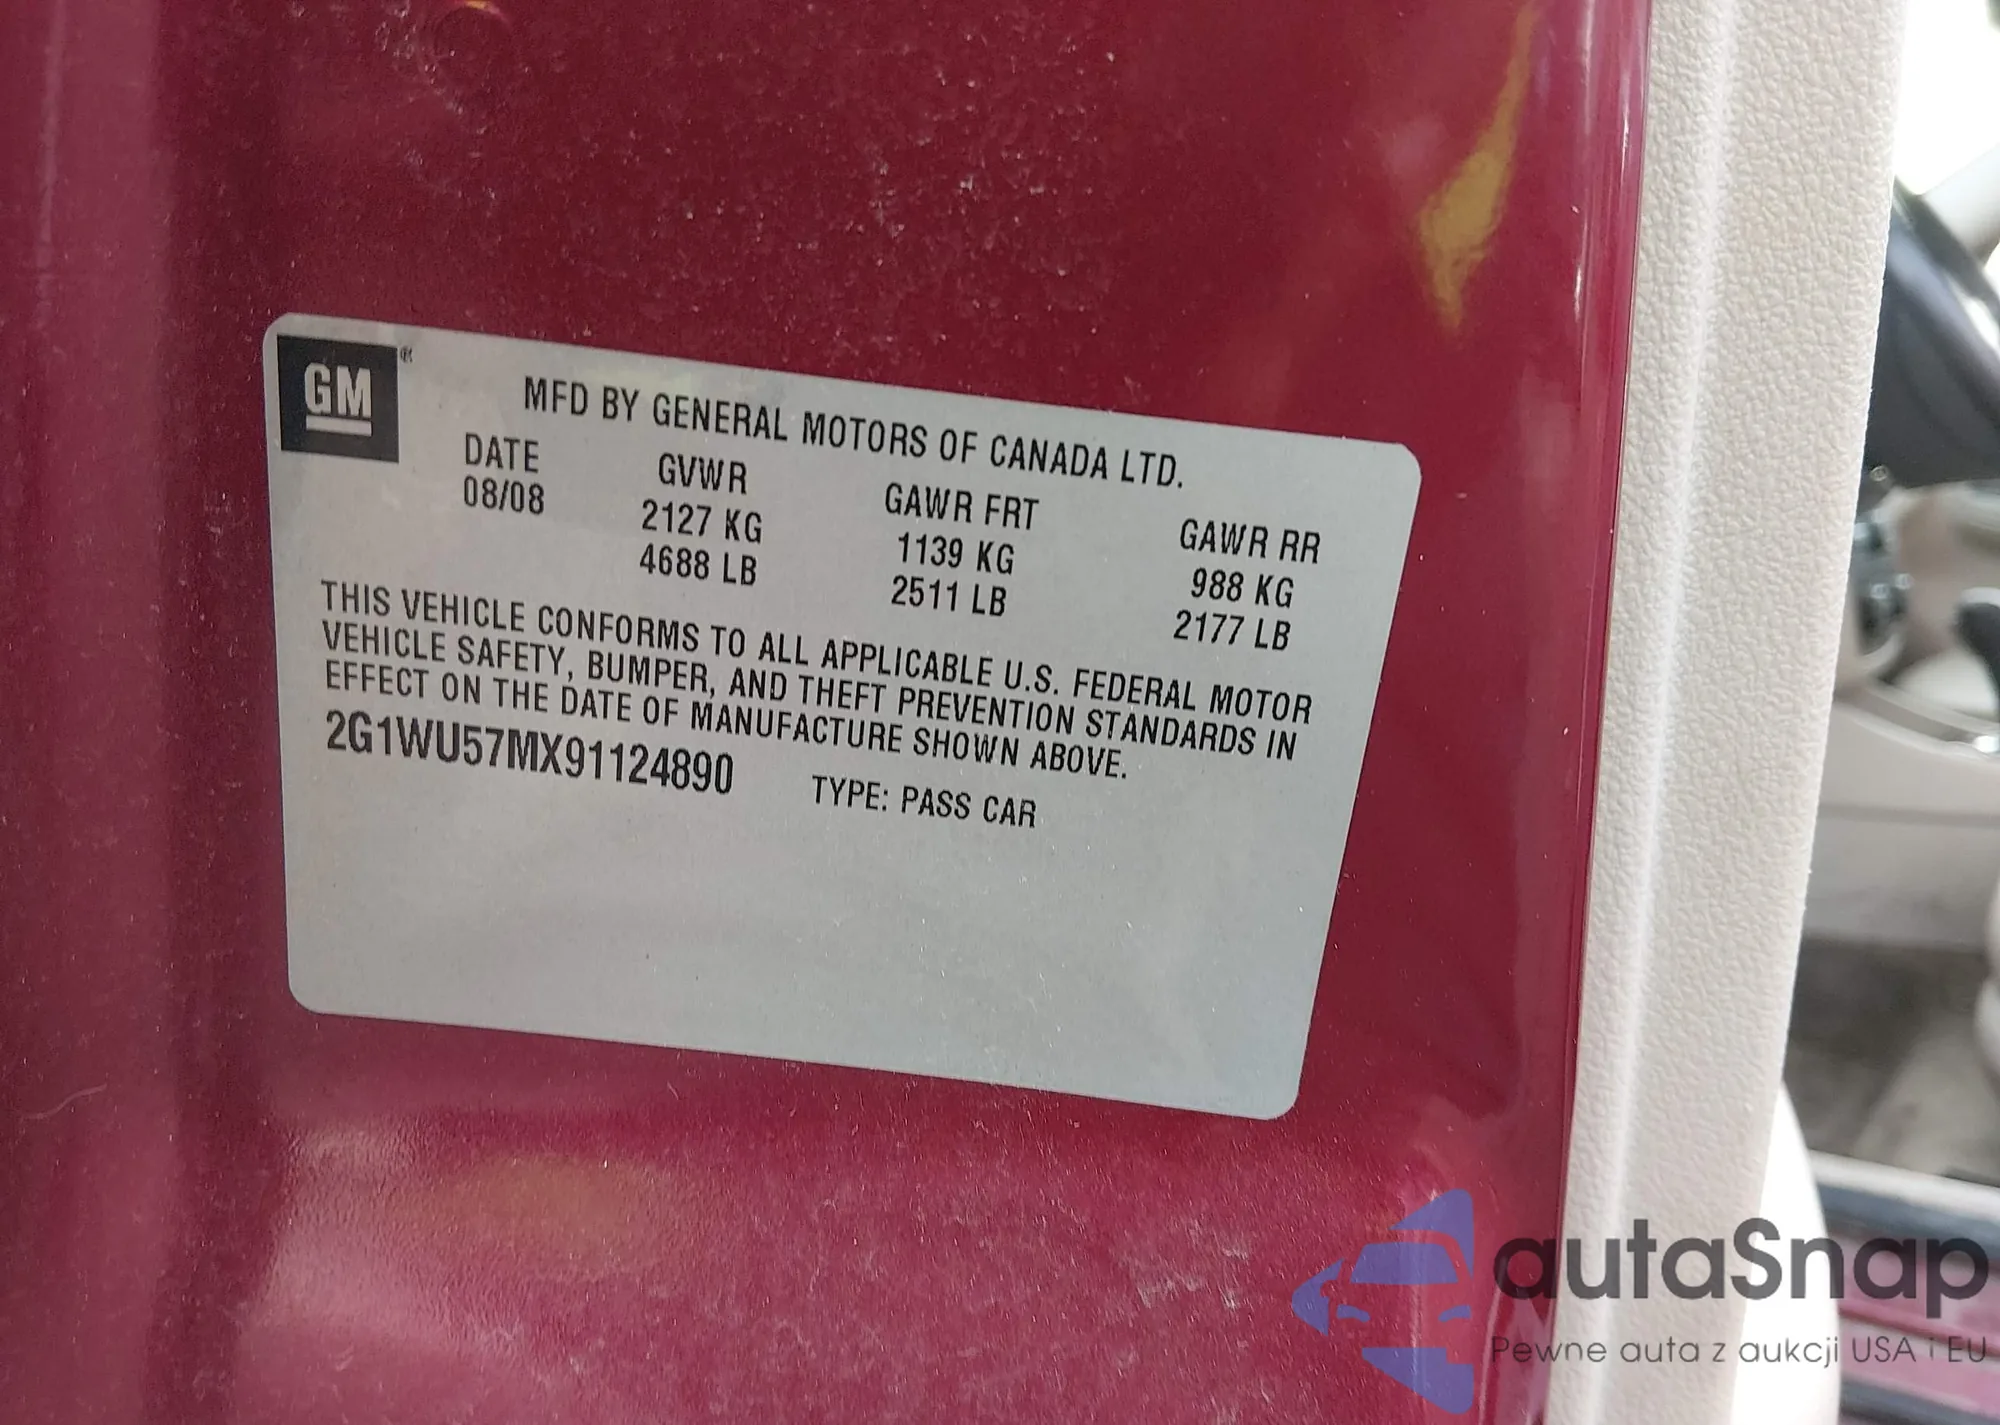 GM®
MFD BY GENERAL MOTORS OF CANADA LTD.
DATE GVWR GAWR FRT GAWR RR
08/08 2127 KG 1139 KG 988 KG
4688 LB 2511 LB 2177 LB
THIS VEHICLE CONFORMS TO ALL APPLICABLE U.S. FEDERAL MOTOR
VEHICLE SAFETY, BUMPER, AND THEFT PREVENTION STANDARDS IN
EFFECT ON THE DATE OF MANUFACTURE SHOWN ABOVE.
2G1WU57MX91124890 TYPE: PASS CAR
autaSnap
Pewne auta z aukcji USA i EU